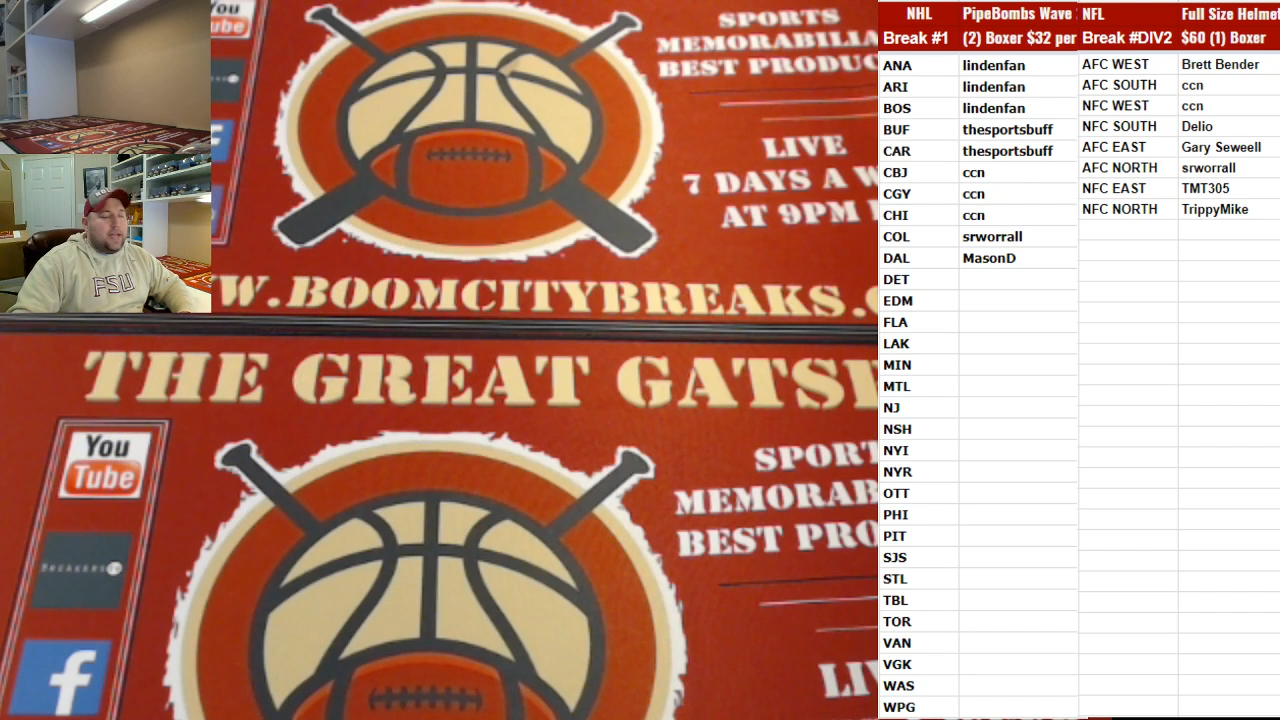 You
Tube
SPORTS
MEMORABILIA
BEST PRODUC
LIVE
7 DAYS A W
AT 9PM
W.BOOMCITYBREAKS.
FSU
THE GREAT GATSB
You
Tube
BREAKERS
f
SPORT
MEMORAB
BEST PRO
LIV
NHL PipeBombs Wave
Break #1 (2) Boxer $32 per
ANA lindenfan
ARI lindenfan
BOS lindenfan
BUF thesportsbuff
CAR thesportsbuff
CBJ ccn
CGY ccn
CHI ccn
COL srworrall
DAL MasonD
DET
EDM
FLA
LAK
MIN
MTL
NJ
NSH
NYI
NYR
OTT
PHI
PIT
SJS
STL
TBL
TOR
VAN
VGK
WAS
WPG
NFL Full Size Helmet
Break #DIV2 $60 (1) Boxer
AFC WEST Brett Bender
AFC SOUTH ccn
NFC WEST ccn
NFC SOUTH Delio
AFC EAST Gary Seweell
AFC NORTH srworrall
NFC EAST TMT305
NFC NORTH TrippyMike